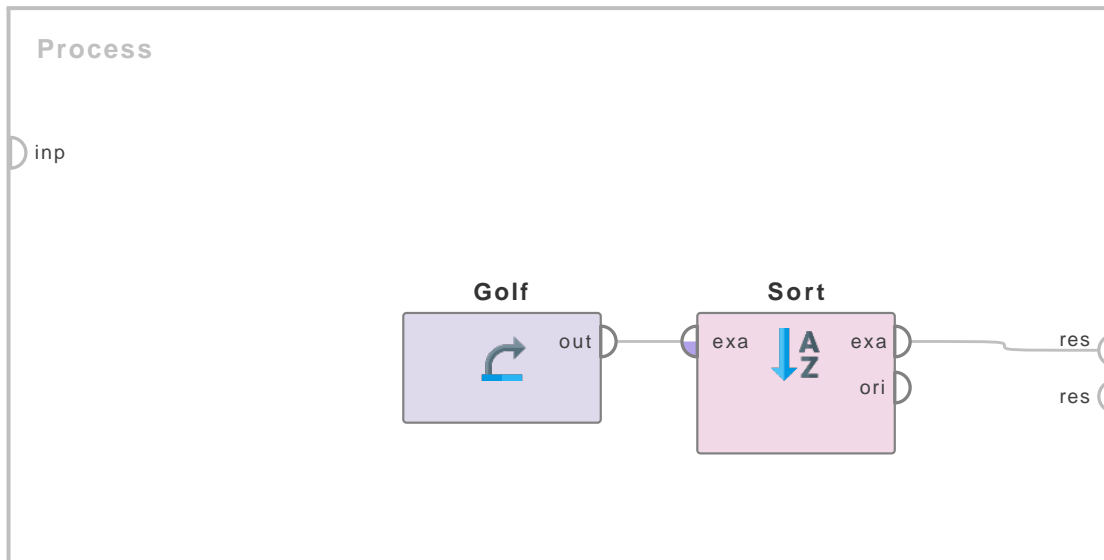 Process
inp
Golf
Sort
out
exa
A
Z
exa
ori
res
res